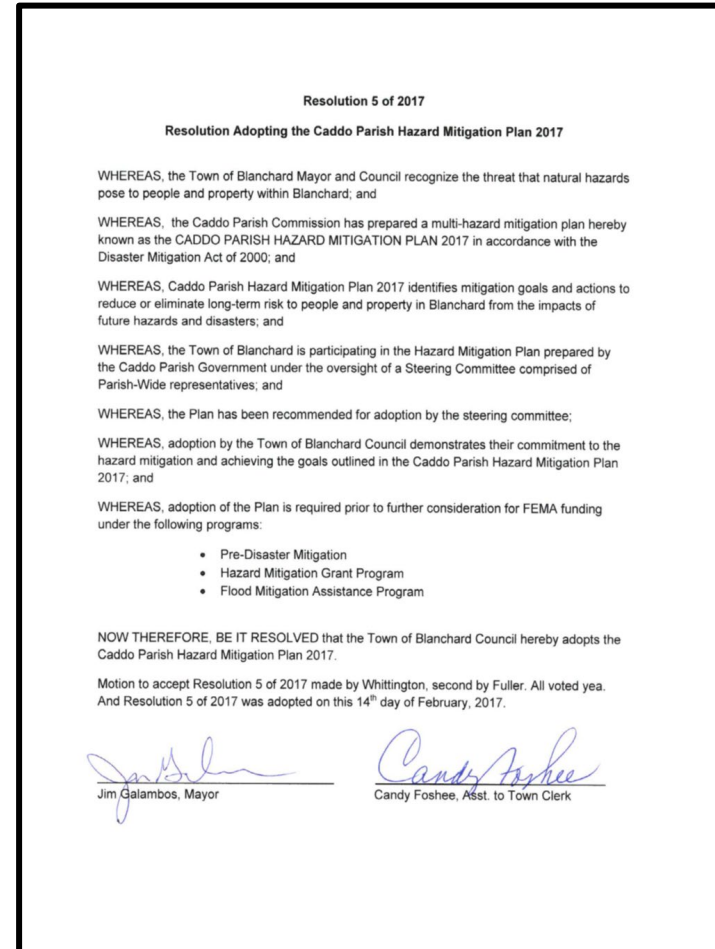 Resolution 5 of 2017
Resolution Adopting the Caddo Parish Hazard Mitigation Plan 2017
WHEREAS, the Town of Blanchard Mayor and Council recognize the threat that natural hazards
pose to people and property within Blanchard; and
WHEREAS, the Caddo Parish Commission has prepared a multi-hazard mitigation plan hereby
known as the CADDO PARISH HAZARD MITIGATION PLAN 2017 in accordance with the
Disaster Mitigation Act of 2000; and
WHEREAS, Caddo Parish Hazard Mitigation Plan 2017 identifies mitigation goals and actions to
reduce or eliminate long-term risk to people and property in Blanchard from the impacts of
future hazards and disasters; and
WHEREAS, the Town of Blanchard is participating in the Hazard Mitigation Plan prepared by
the Caddo Parish Government under the oversight of a Steering Committee comprised of
Parish-Wide representatives; and
WHEREAS, the Plan has been recommended for adoption by the steering committee;
WHEREAS, adoption by the Town of Blanchard Council demonstrates their commitment to the
hazard mitigation and achieving the goals outlined in the Caddo Parish Hazard Mitigation Plan
2017; and
WHEREAS, adoption of the Plan is required prior to further consideration for FEMA funding
under the following programs:
• Pre-Disaster Mitigation
• Hazard Mitigation Grant Program
• Flood Mitigation Assistance Program
NOW THEREFORE, BE IT RESOLVED that the Town of Blanchard Council hereby adopts the
Caddo Parish Hazard Mitigation Plan 2017.
Motion to accept Resolution 5 of 2017 made by Whittington, second by Fuller. All voted yea.
And Resolution 5 of 2017 was adopted on this 14th day of February, 2017.
Candy Foshee
Jim Galambos, Mayor
Candy Foshee, Asst. to Town Clerk